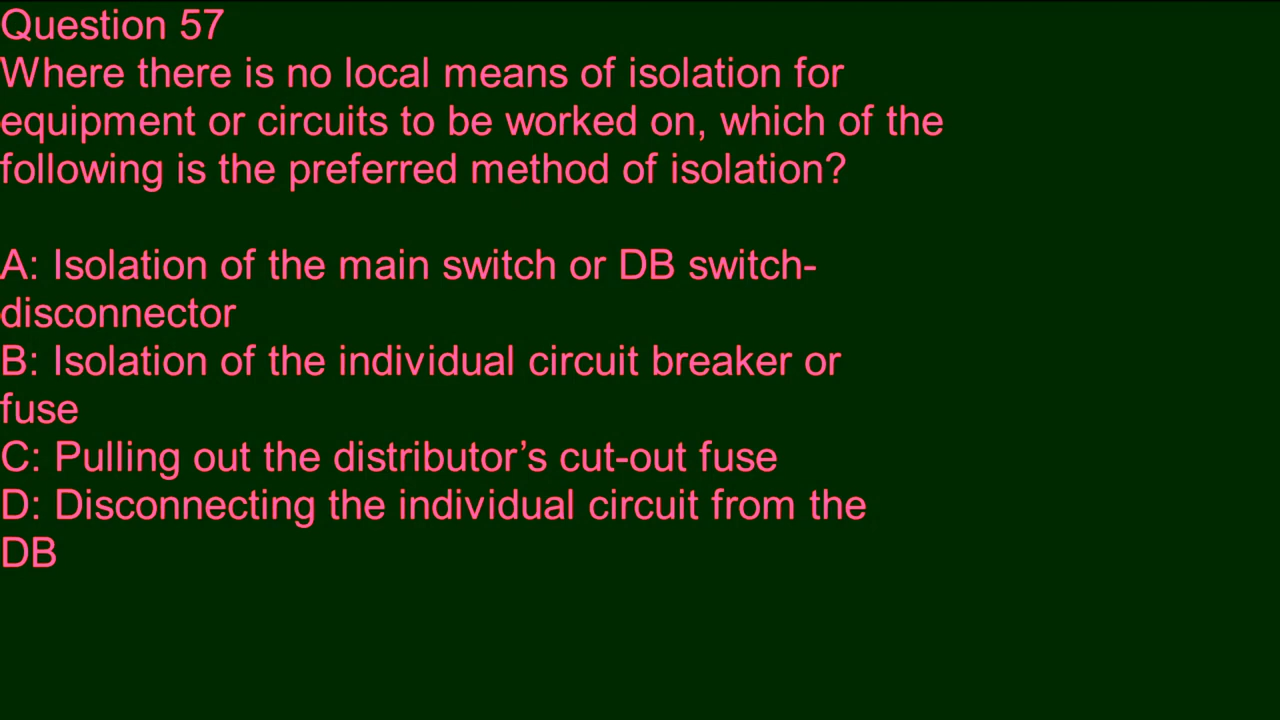 Question 57
Where there is no local means of isolation for
equipment or circuits to be worked on, which of the
following is the preferred method of isolation?
A: Isolation of the main switch or DB switch-
disconnector
B: Isolation of the individual circuit breaker or
fuse
C: Pulling out the distributor’s cut-out fuse
D: Disconnecting the individual circuit from the
DB